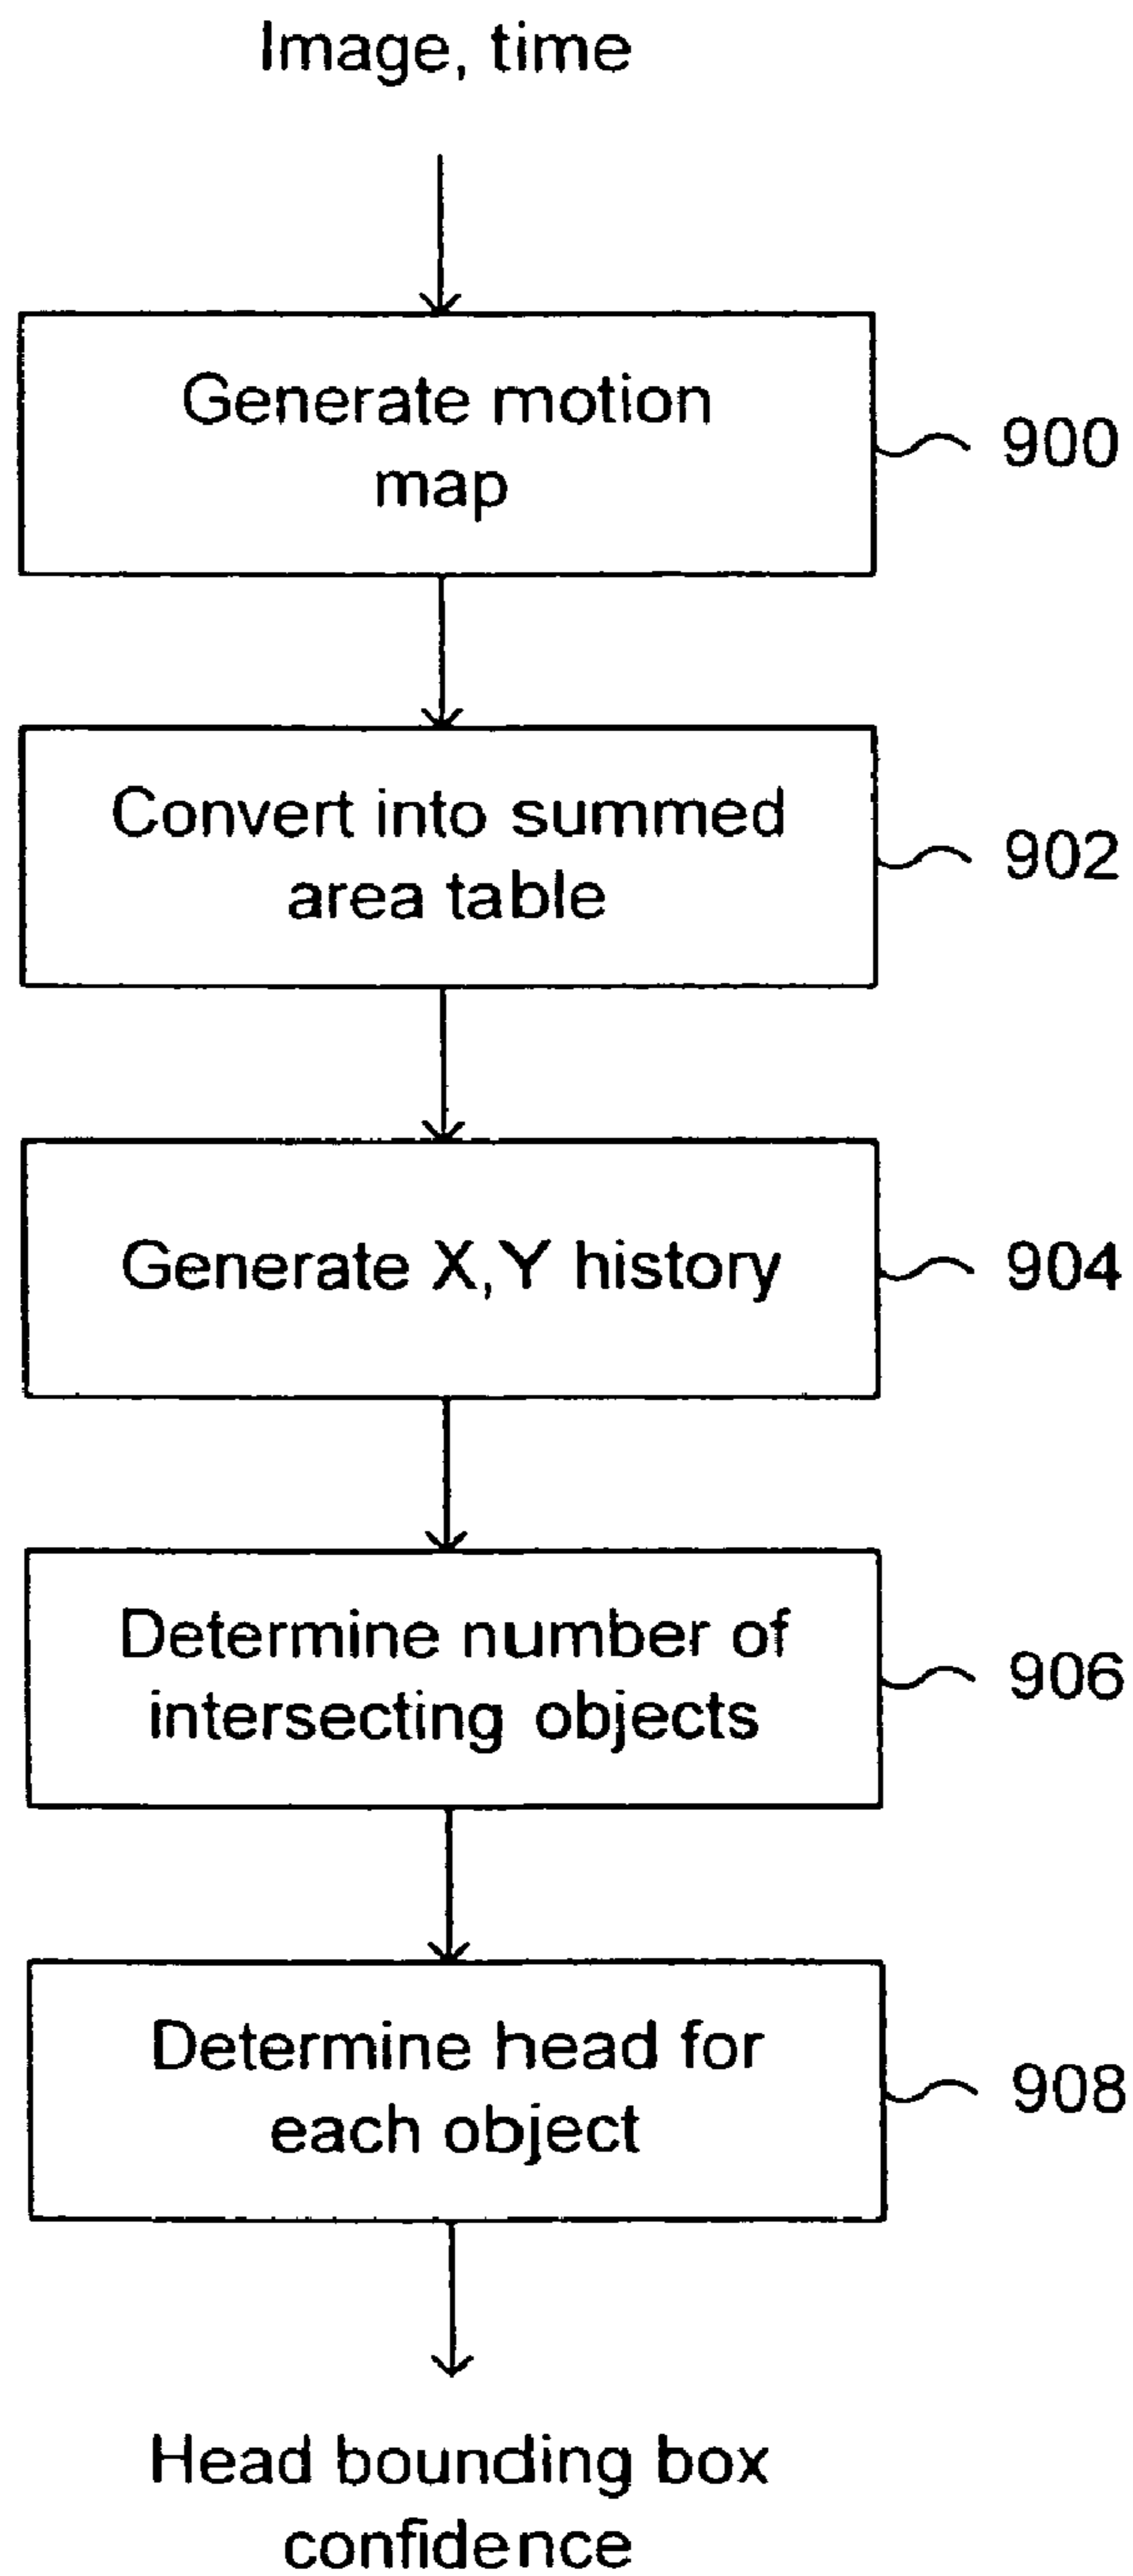 Image, time
Generate motion
map
900
Convert into summed
area table
902
Generate X,Y history
904
Determine number of
intersecting objects
906
Determine head for
each object
908
Head bounding box
confidence